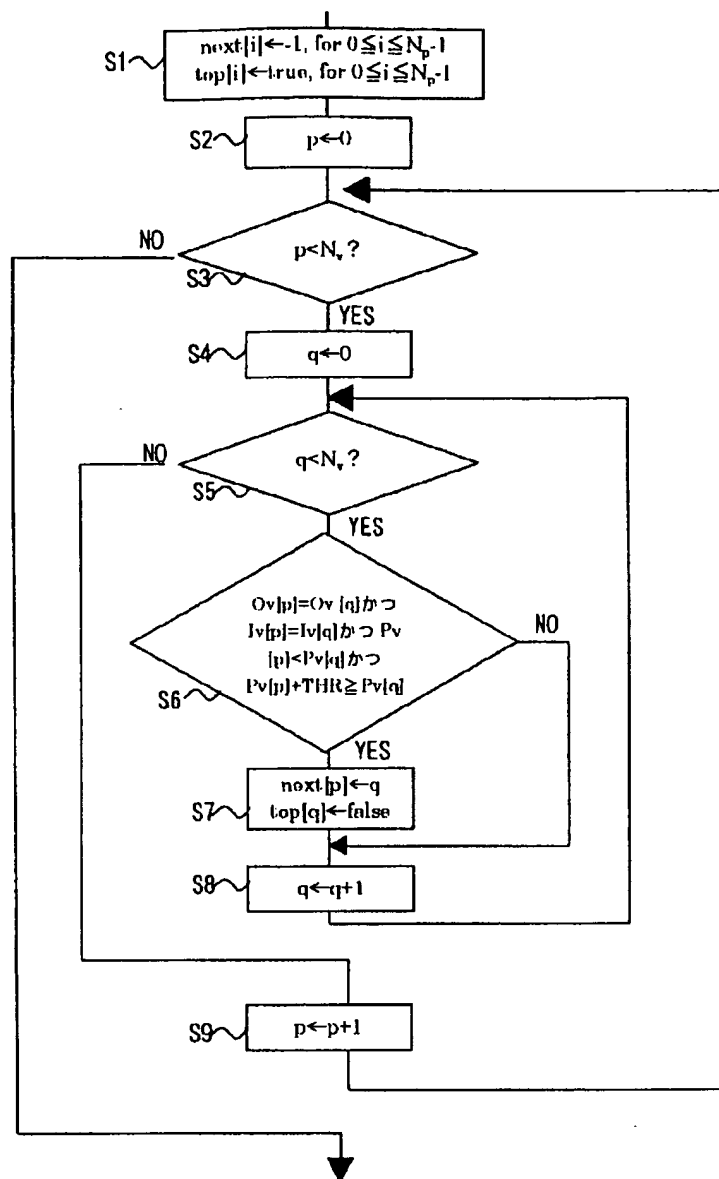 S1
next[i]←-1, for 0≦i≦Np-1
top[i]←true, for 0≦i≦Np-1
S2
p←0
NO
p<Nv?
S3
YES
S4
q←0
NO
q<Nv?
S5
YES
Ov[p]=Ov[q]かつ
Iv[p]=Iv[q]かつ Pv
[p]<Pv[q]かつ
Pv[p]+THR≧Pv[q]
NO
S6
YES
next[p]←q
top[q]←false
S7
S8
q←q+1
S9
p←p+1